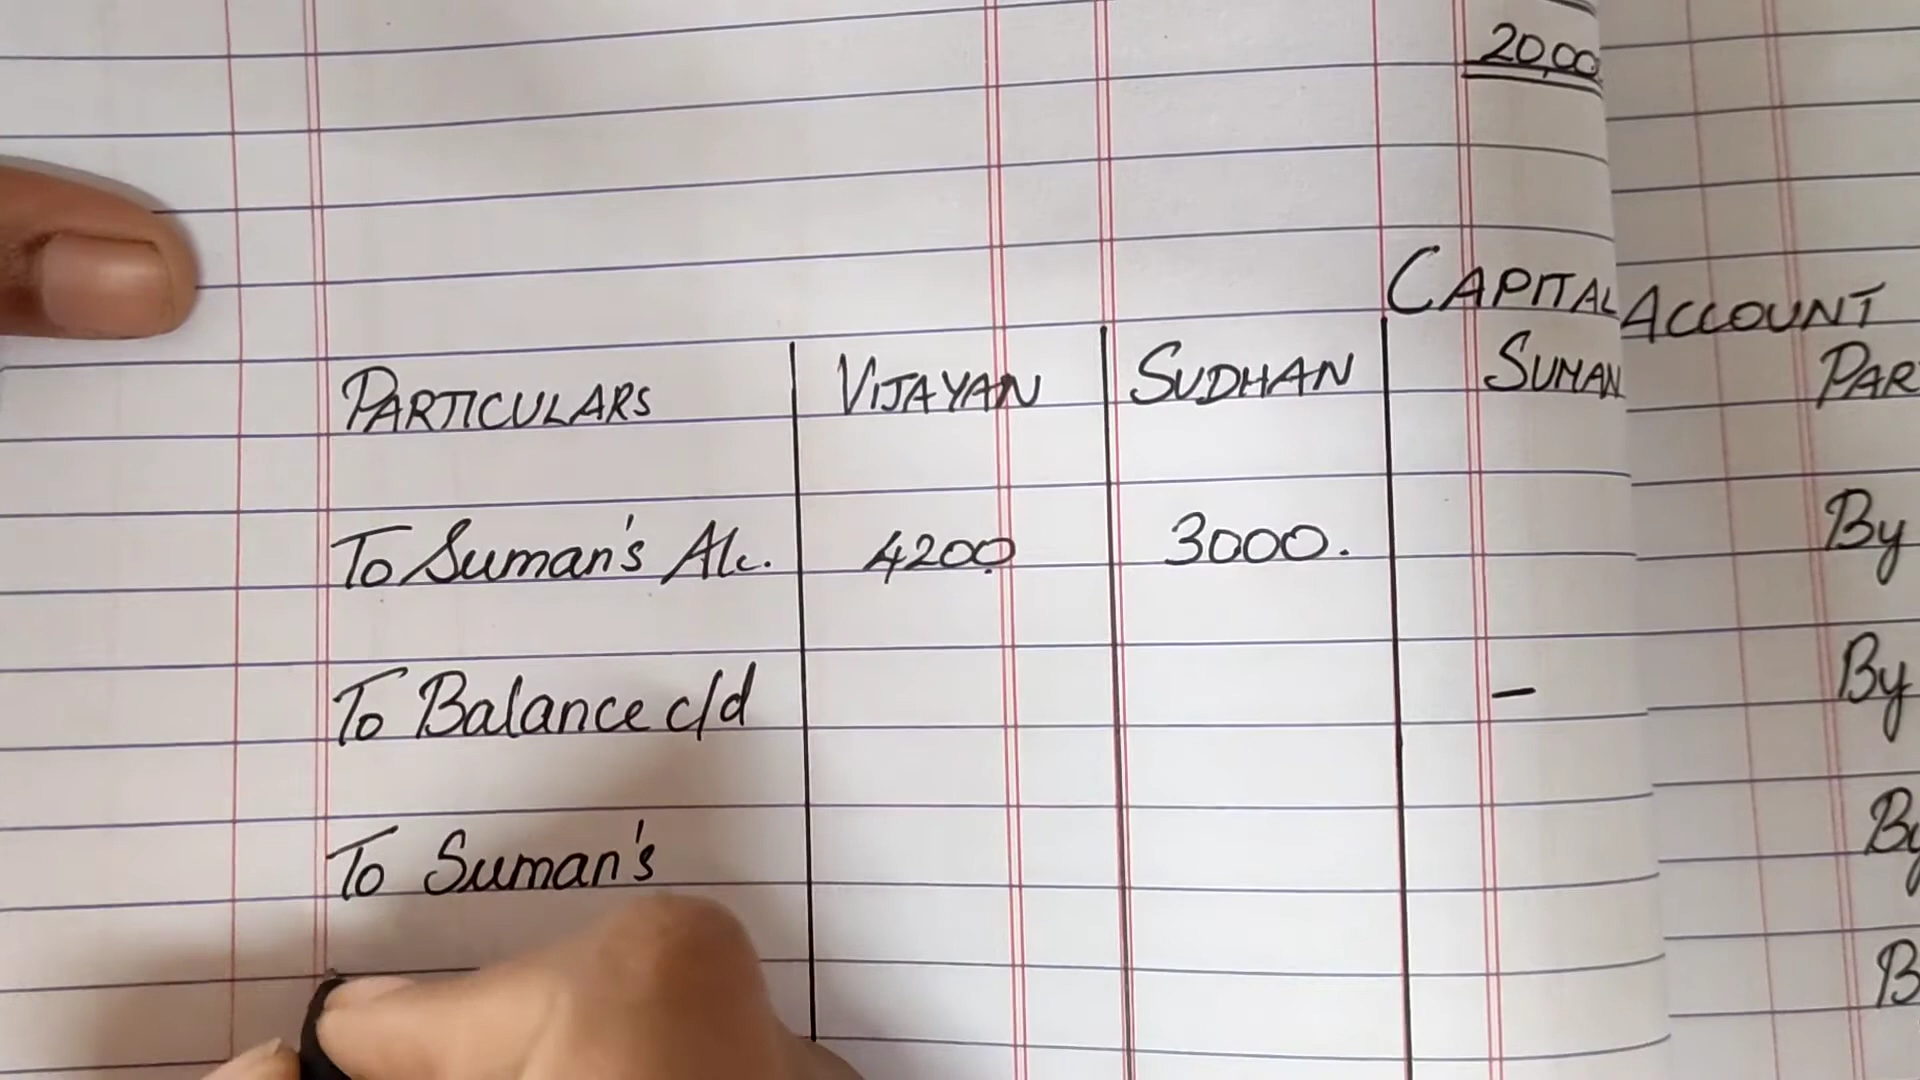 20,00
CAPITAL ACCOUNT
PARTICULARS VIJAYAN SUDHAN SUMAN PAR
To Suman's A/c. 4200 3000. By
To Balance c/d – By
To Suman's By
B